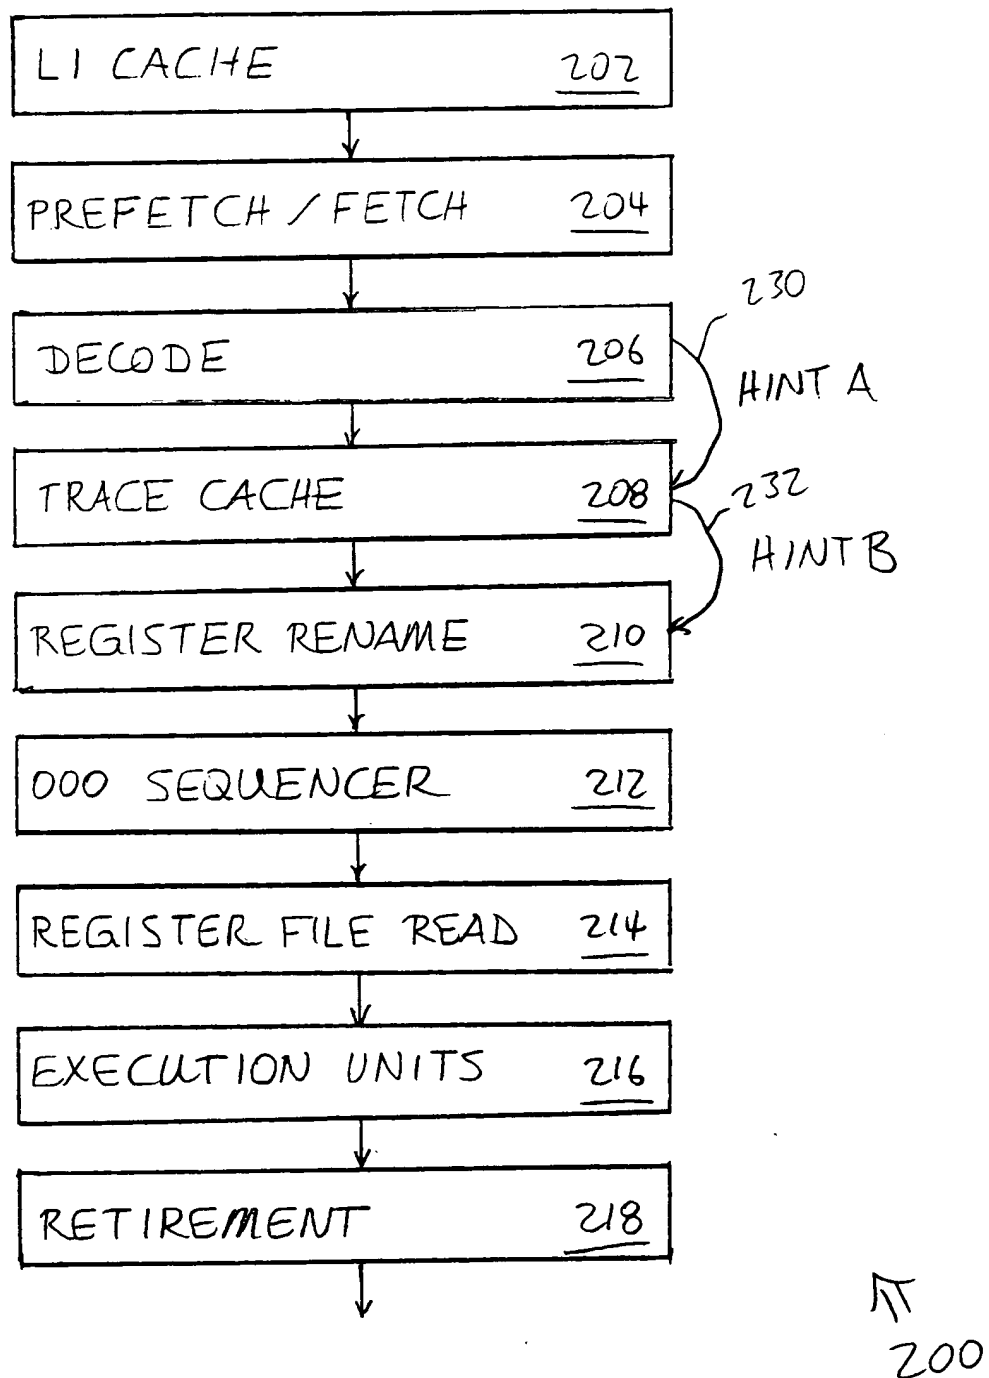 L1 CACHE 202
PREFETCH / FETCH 204
230
DECODE 206
HINT A
TRACE CACHE 208
232
HINT B
REGISTER RENAME 210
OOO SEQUENCER 212
REGISTER FILE READ 214
EXECUTION UNITS 216
RETIREMENT 218
200